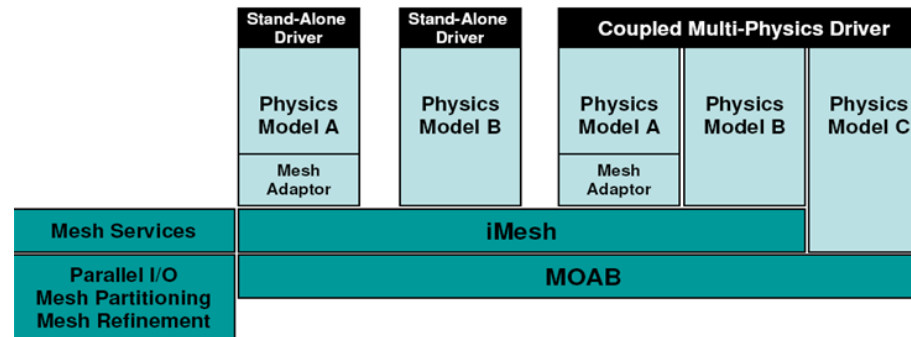 Stand-Alone
Driver
Stand-Alone
Driver
Coupled Multi-Physics Driver
Physics
Model A
Physics
Model B
Physics
Model A
Physics
Model B
Physics
Model C
Mesh
Adaptor
Mesh
Adaptor
Mesh Services
iMesh
Parallel I/O
Mesh Partitioning
Mesh Refinement
MOAB